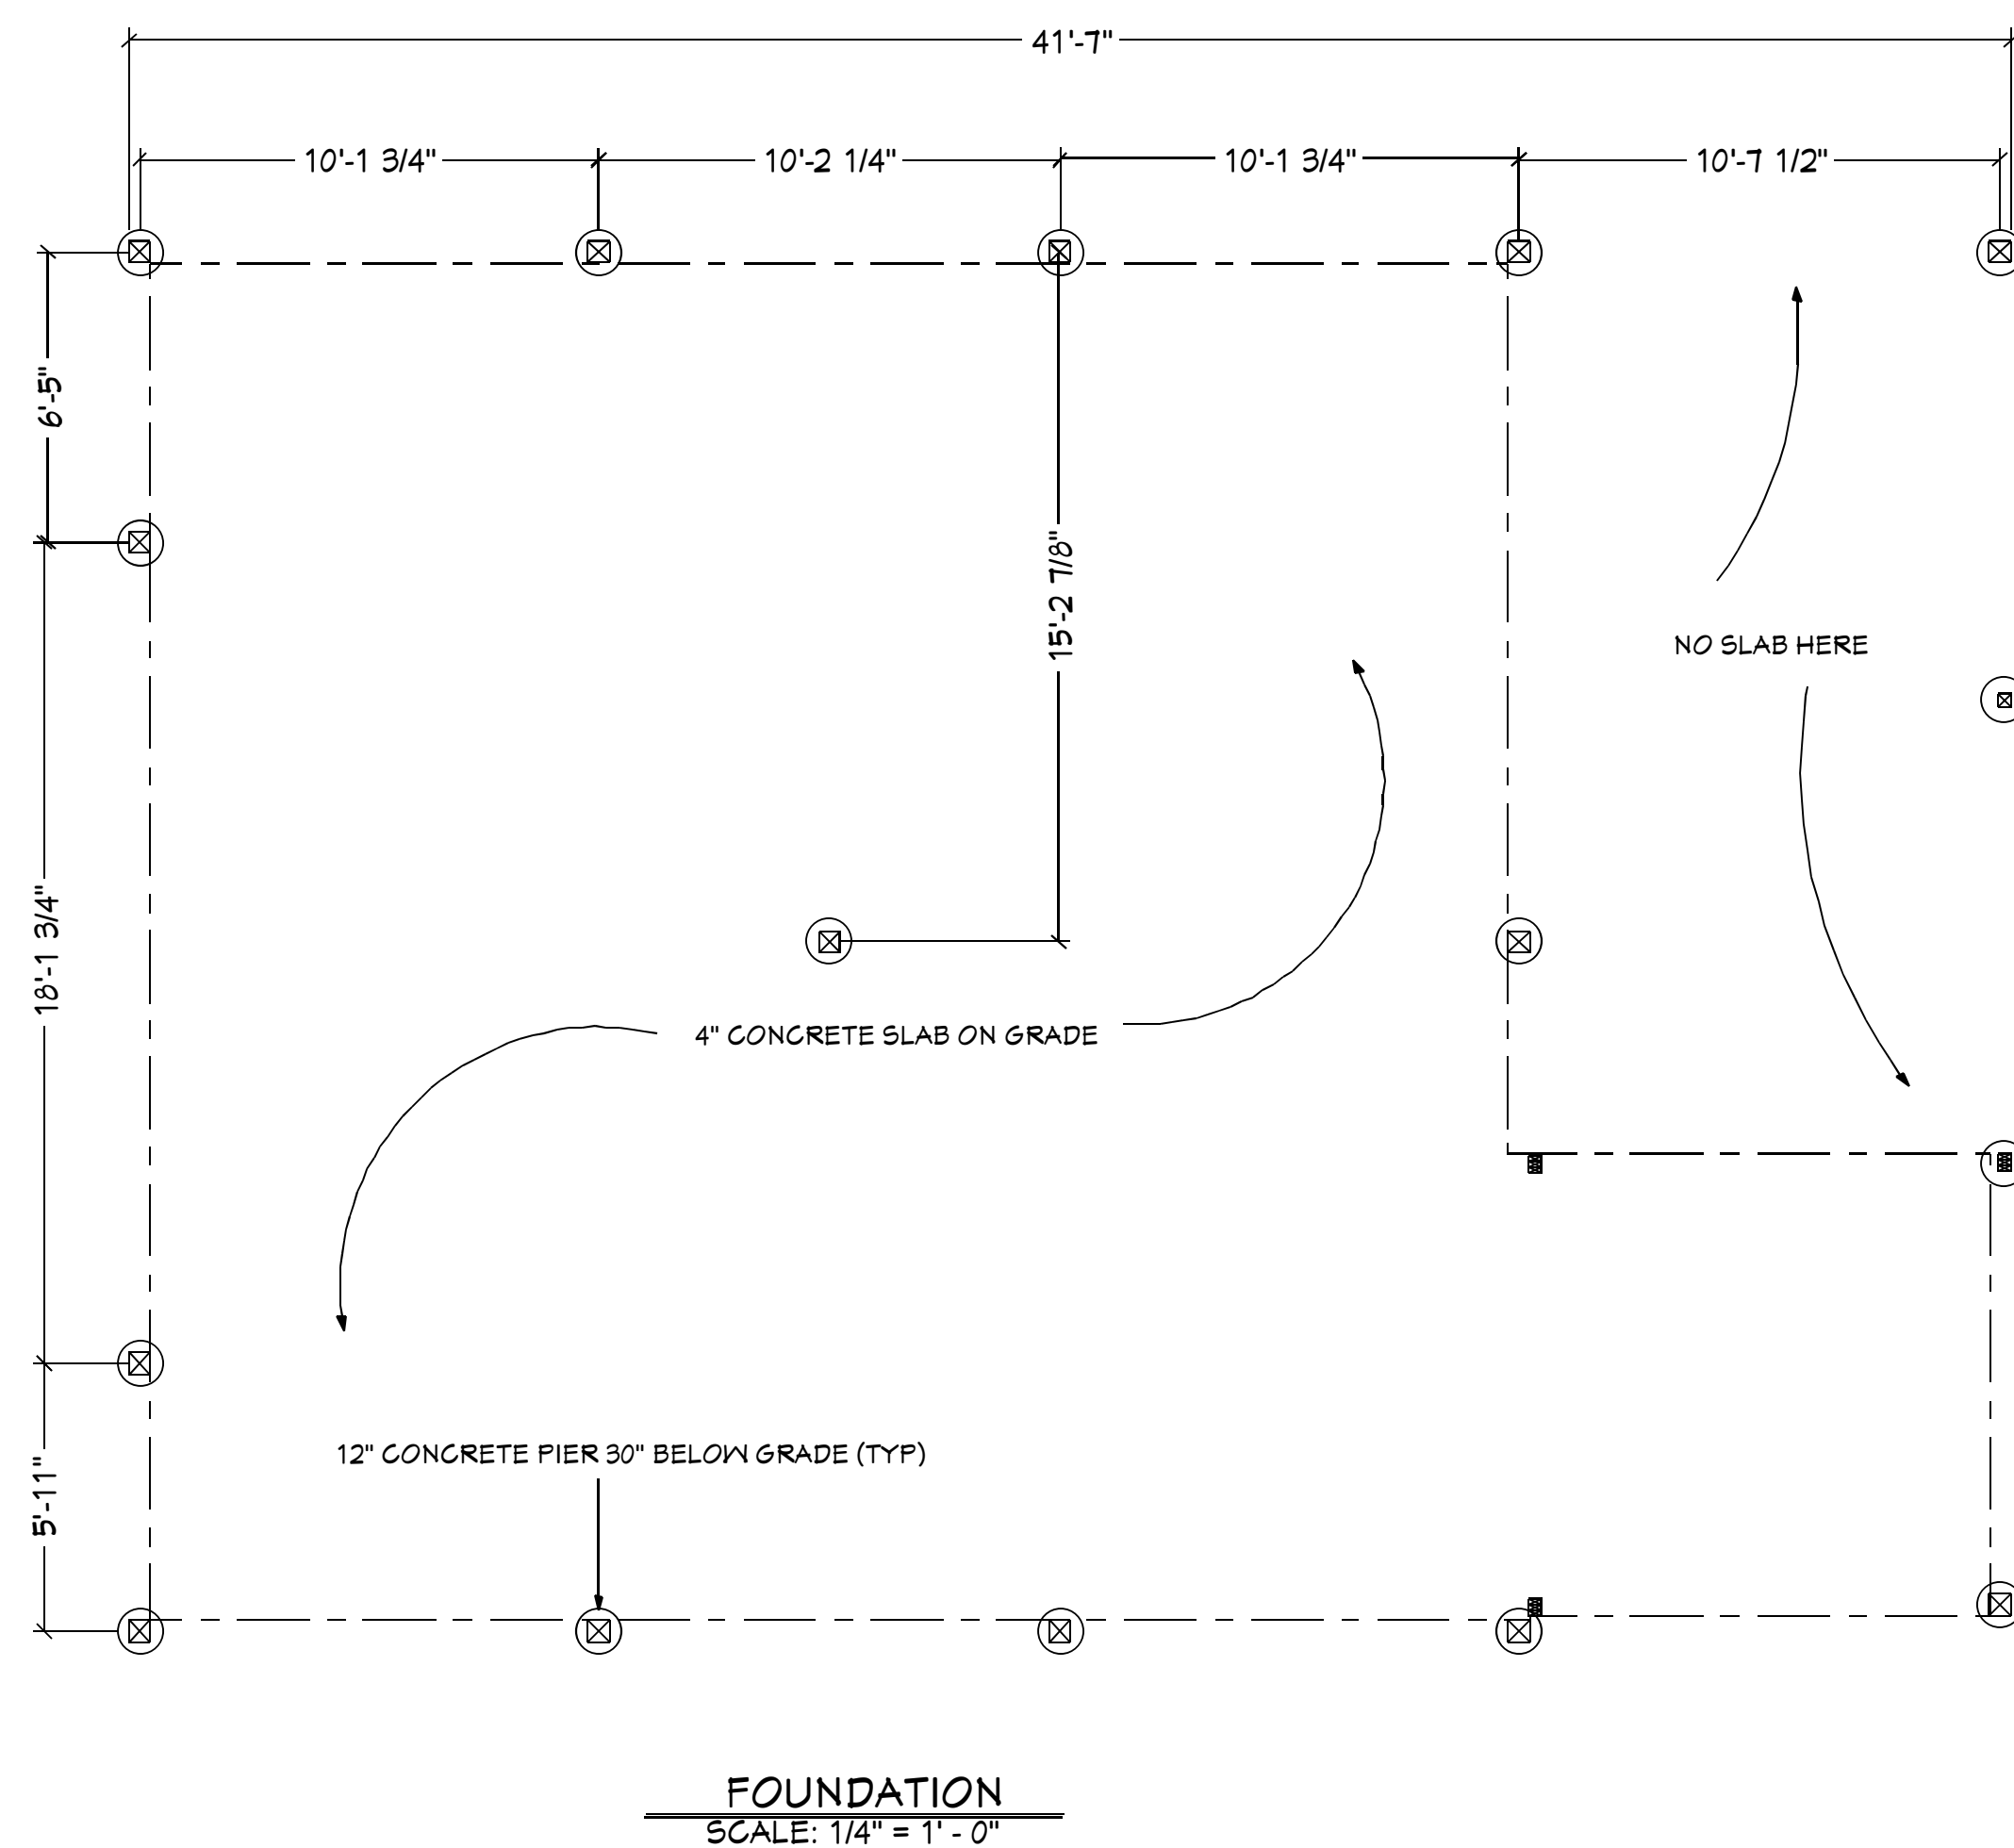 41'-7"
10'-1 3/4"
10'-2 1/4"
10'-1 3/4"
10'-7 1/2"
6'-5"
15'-2 7/8"
NO SLAB HERE
18'-1 3/4"
4" CONCRETE SLAB ON GRADE
12" CONCRETE PIER 30" BELOW GRADE (TYP)
5'-11"
FOUNDATION
SCALE: 1/4" = 1' - 0"